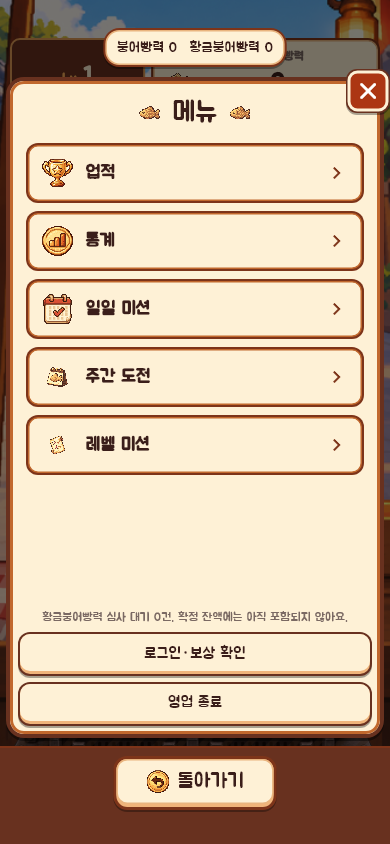 붕어빵력 0 황금붕어빵력 0
빵력
메뉴
업적
통계
일일 미션
주간 도전
레벨 미션
황금붕어빵력 심사 대기 0건, 확정 잔액에는 아직 포함되지 않아요.
로그인·보상 확인
영업 종료
돌아가기